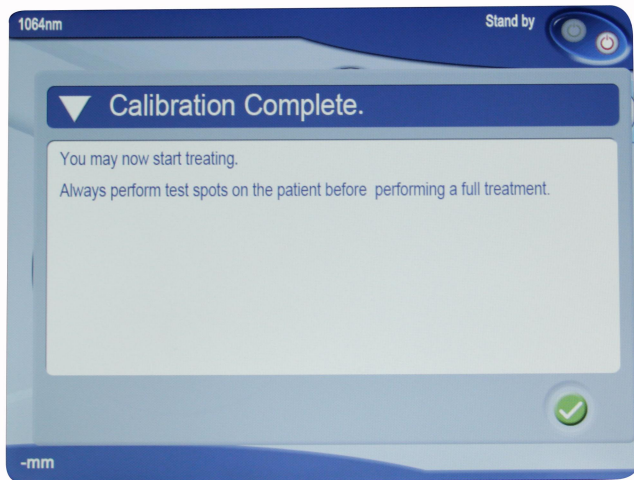 1064nm
Stand by
Calibration Complete.
You may now start treating.
Always perform test spots on the patient before performing a full treatment.
-mm